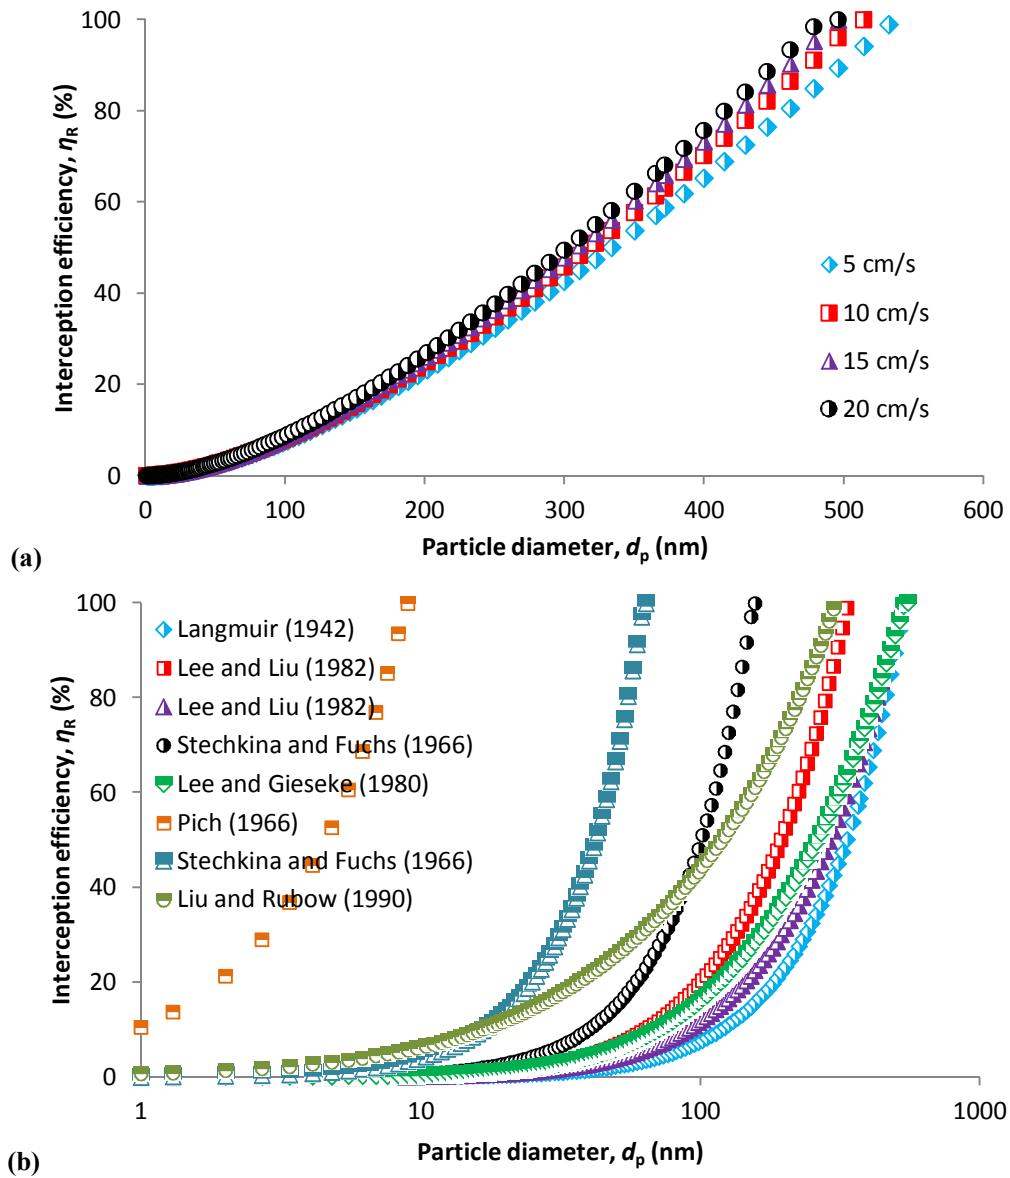 100
80
60
40
20
0
Interception efficiency, ηR (%)
5 cm/s
10 cm/s
15 cm/s
20 cm/s
0 100 200 300 400 500 600
Particle diameter, dp (nm)
(a)
100
80
60
40
20
0
Interception efficiency, ηR (%)
Langmuir (1942)
Lee and Liu (1982)
Lee and Liu (1982)
Stechkina and Fuchs (1966)
Lee and Gieseke (1980)
Pich (1966)
Stechkina and Fuchs (1966)
Liu and Rubow (1990)
1 10 100 1000
Particle diameter, dp (nm)
(b)